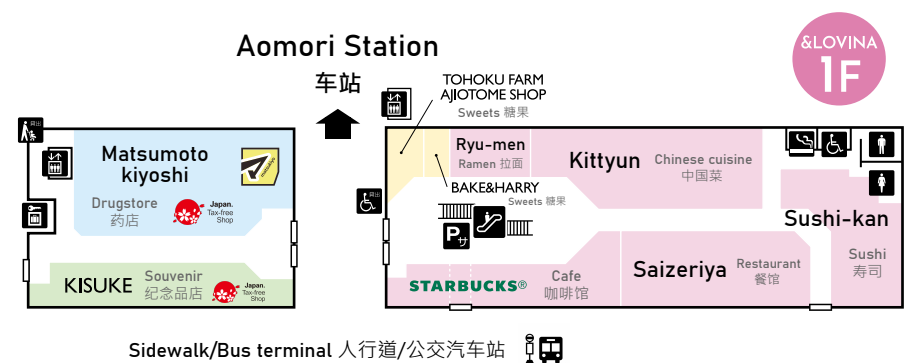 &LOVINA
1F
Aomori Station
车站
TOHOKU FARM
AJIOTOME SHOP
Sweets 糖果
Matsumoto
kiyoshi
Drugstore
药店
Japan.
Tax-free
Shop
Ryu-men
Ramen 拉面
BAKE&HARRY
Sweets 糖果
Kittyun
Chinese cuisine
中国菜
Pサ
Sushi-kan
Sushi
寿司
KISUKE
Souvenir
纪念品店
Japan.
Tax-free
Shop
STARBUCKS®
Cafe
咖啡馆
Saizeriya
Restaurant
餐馆
Sidewalk/Bus terminal 人行道/公交汽车站